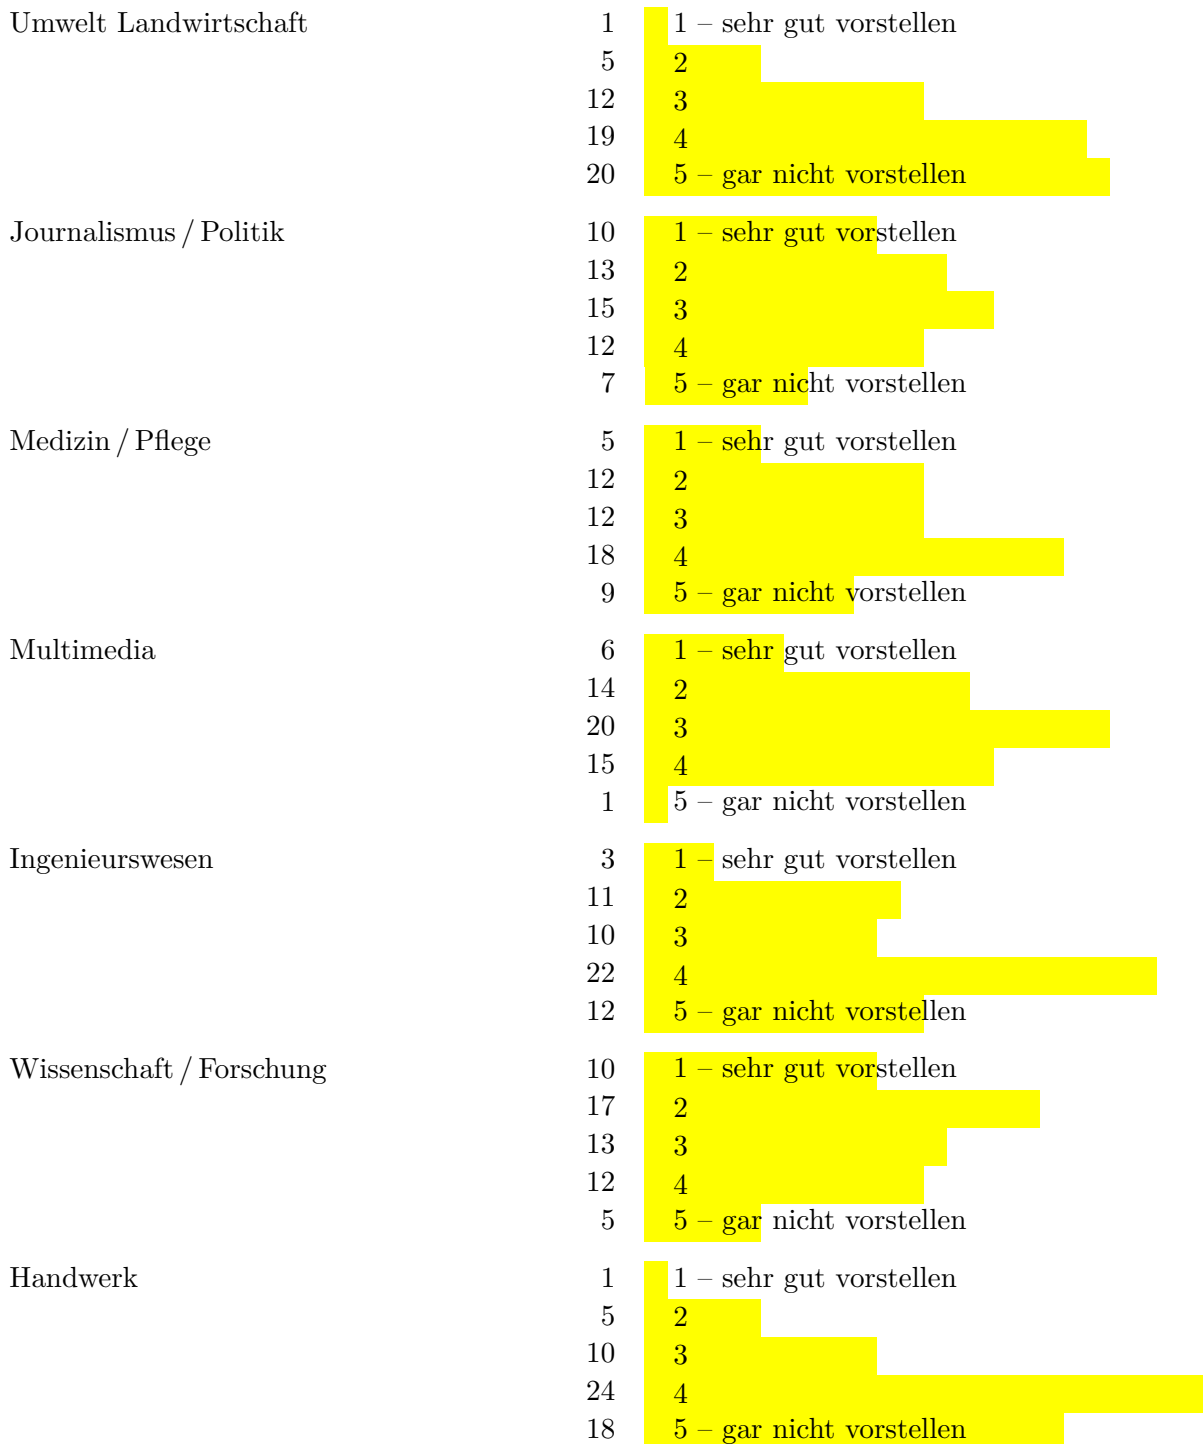 Umwelt Landwirtschaft 1 1 – sehr gut vorstellen
5 2
12 3
19 4
20 5 – gar nicht vorstellen
Journalismus / Politik 10 1 – sehr gut vorstellen
13 2
15 3
12 4
7 5 – gar nicht vorstellen
Medizin / Pflege 5 1 – sehr gut vorstellen
12 2
12 3
18 4
9 5 – gar nicht vorstellen
Multimedia 6 1 – sehr gut vorstellen
14 2
20 3
15 4
1 5 – gar nicht vorstellen
Ingenieurswesen 3 1 – sehr gut vorstellen
11 2
10 3
22 4
12 5 – gar nicht vorstellen
Wissenschaft / Forschung 10 1 – sehr gut vorstellen
17 2
13 3
12 4
5 5 – gar nicht vorstellen
Handwerk 1 1 – sehr gut vorstellen
5 2
10 3
24 4
18 5 – gar nicht vorstellen